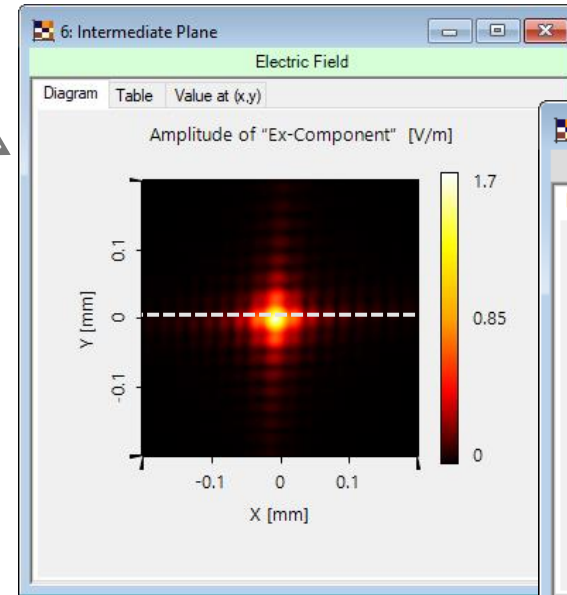 6: Intermediate Plane
Electric Field
Diagram Table Value at (x,y)
Amplitude of "Ex-Component" [V/m]
1.7
0.85
0
0.1
0
-0.1
Y [mm]
-0.1 0 0.1
X [mm]